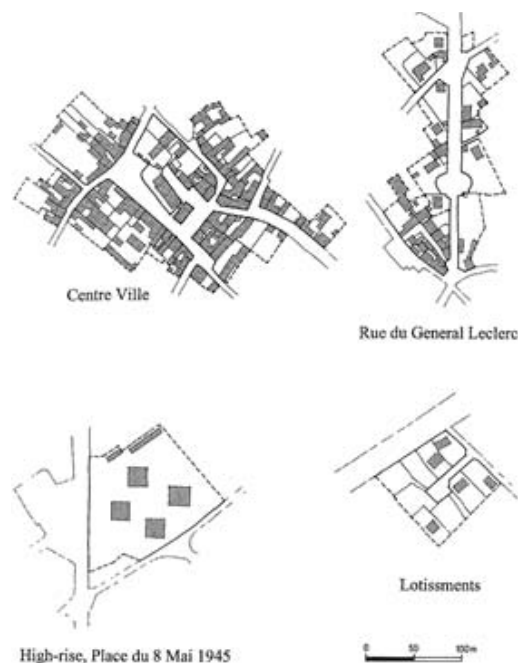 Centre Ville
Rue du General Leclerc
High-rise, Place du 8 Mai 1945
Lotissments
0 50 100m